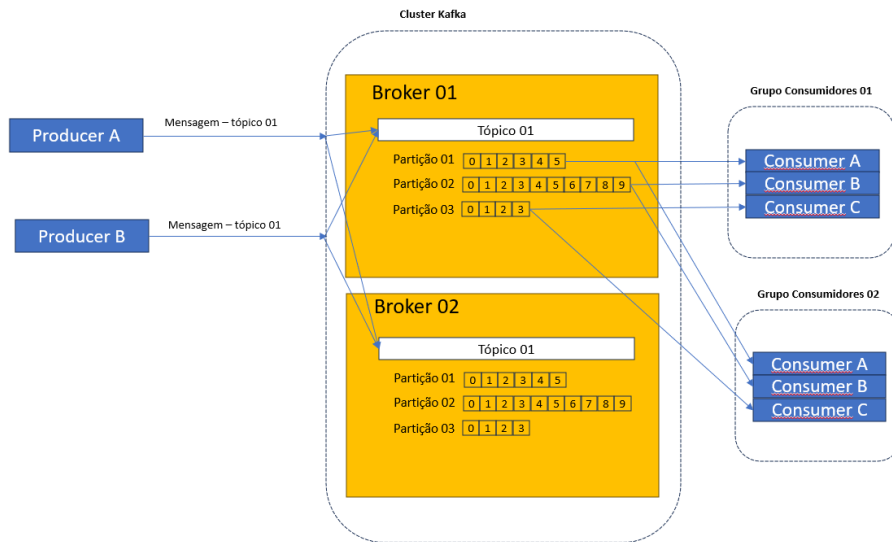 Cluster Kafka
Broker 01
Grupo Consumidores 01
Producer A
Mensagem – tópico 01
Tópico 01
Partição 01 0 1 2 3 4 5
Partição 02 0 1 2 3 4 5 6 7 8 9
Partição 03 0 1 2 3
Consumer A
Consumer B
Consumer C
Producer B
Mensagem – tópico 01
Broker 02
Grupo Consumidores 02
Tópico 01
Partição 01 0 1 2 3 4 5
Partição 02 0 1 2 3 4 5 6 7 8 9
Partição 03 0 1 2 3
Consumer A
Consumer B
Consumer C